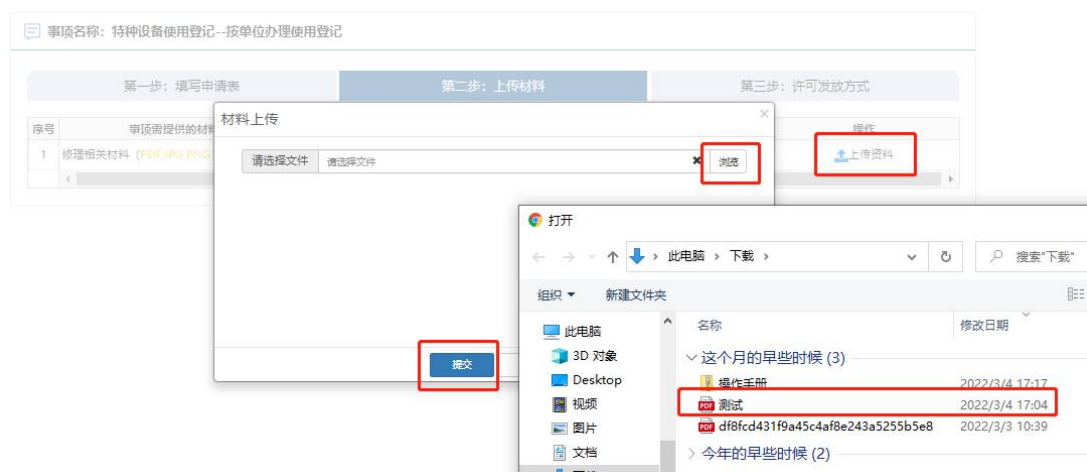 事项名称：特种设备使用登记--按单位办理使用登记
第一步：填写申请表 第二步：上传材料 第三步：许可发放方式
序号 事项需提供的材料 操作
1 修理相关材料（PDF,JPG,PNG, 上传资料
材料上传 ×
请选择文件 请选择文件 浏览
提交
打开
此电脑 › 下载 › 搜索"下载"
组织 新建文件夹
此电脑
3D 对象
Desktop
视频
图片
文档
名称 修改日期
这个月的早些时候 (3)
操作手册 2022/3/4 17:17
测试 2022/3/4 17:04
df8fcd431f9a45c4af8e243a5255b5e8 2022/3/3 10:39
今年的早些时候 (2)